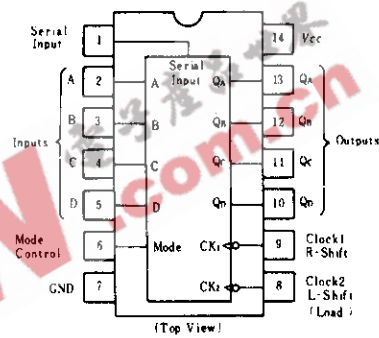 Serial
Input
1
14
Vcc
Serial
Input
A
2
A
QA
13
QA
B
3
B
QB
12
QB
Inputs
Outputs
C
4
C
QC
11
QC
D
5
D
QD
10
QD
Mode
Control
6
Mode
CK1
9
Clock1
R-Shift
GND
7
CK2
8
Clock2
L-Shift
(Load)
(Top View)
.com.cn